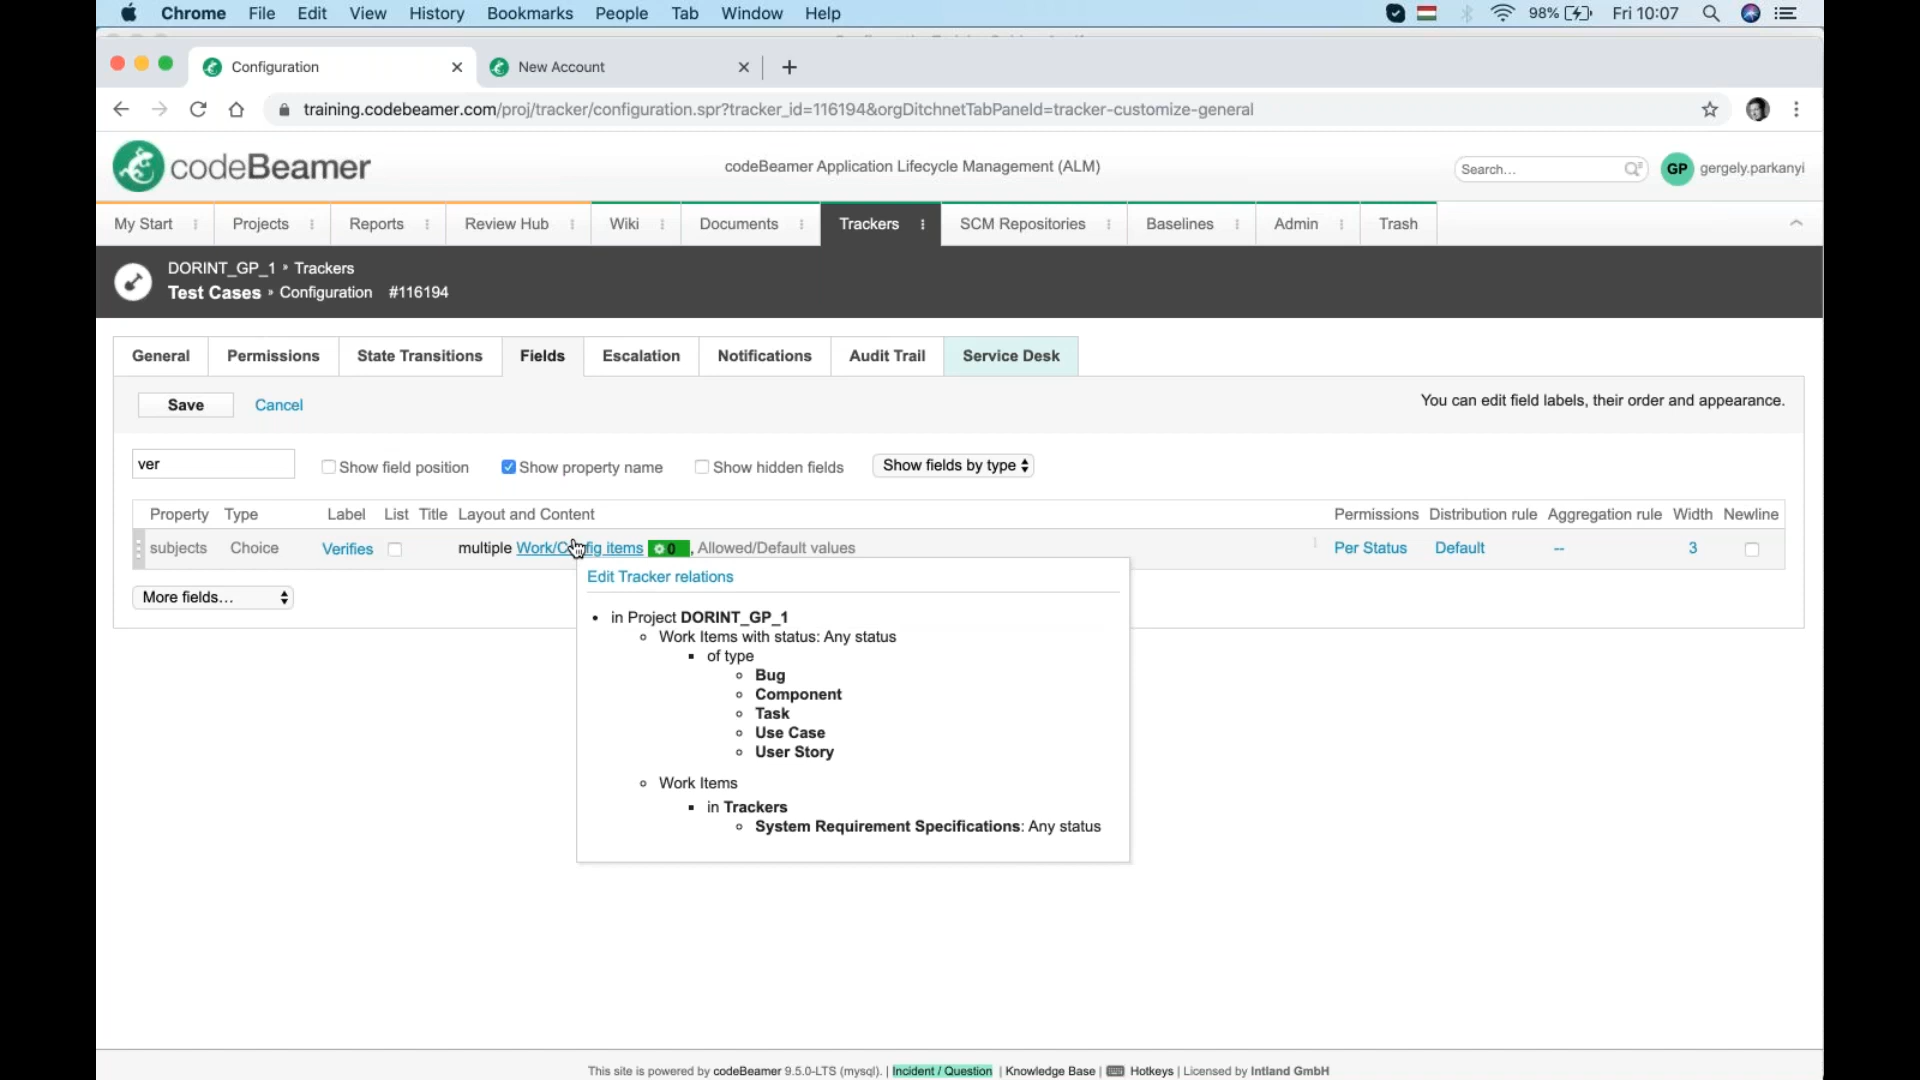 Chrome File Edit View History Bookmarks People Tab Window Help 98% Fri 10:07
Configuration New Account
training.codebeamer.com/proj/tracker/configuration.spr?tracker_id=116194&orgDitchnetTabPaneId=tracker-customize-general
codeBeamer codeBeamer Application Lifecycle Management (ALM) Search... GP gergely.parkanyi
My Start Projects Reports Review Hub Wiki Documents Trackers SCM Repositories Baselines Admin Trash
DORINT_GP_1 » Trackers
Test Cases » Configuration #116194
General Permissions State Transitions Fields Escalation Notifications Audit Trail Service Desk
Save Cancel You can edit field labels, their order and appearance.
ver Show field position Show property name Show hidden fields Show fields by type
Property Type Label List Title Layout and Content Permissions Distribution rule Aggregation rule Width Newline
subjects Choice Verifies multiple Work/Config items 0 , Allowed/Default values Per Status Default -- 3
Edit Tracker relations
More fields...
• in Project DORINT_GP_1
Work Items with status: Any status
of type
Bug
Component
Task
Use Case
User Story
Work Items
in Trackers
System Requirement Specifications: Any status
This site is powered by codeBeamer 9.5.0-LTS (mysql). | Incident / Question | Knowledge Base | Hotkeys | Licensed by Intland GmbH